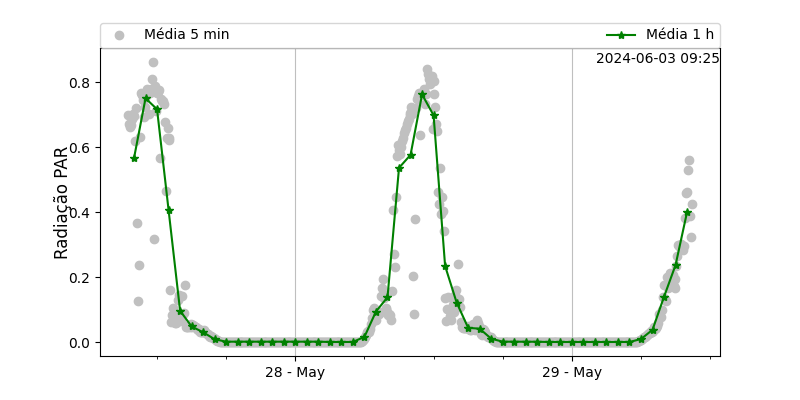 Média 5 min
Média 1 h
2024-06-03 09:25
Radiação PAR
0.8
0.6
0.4
0.2
0.0
28 - May
29 - May